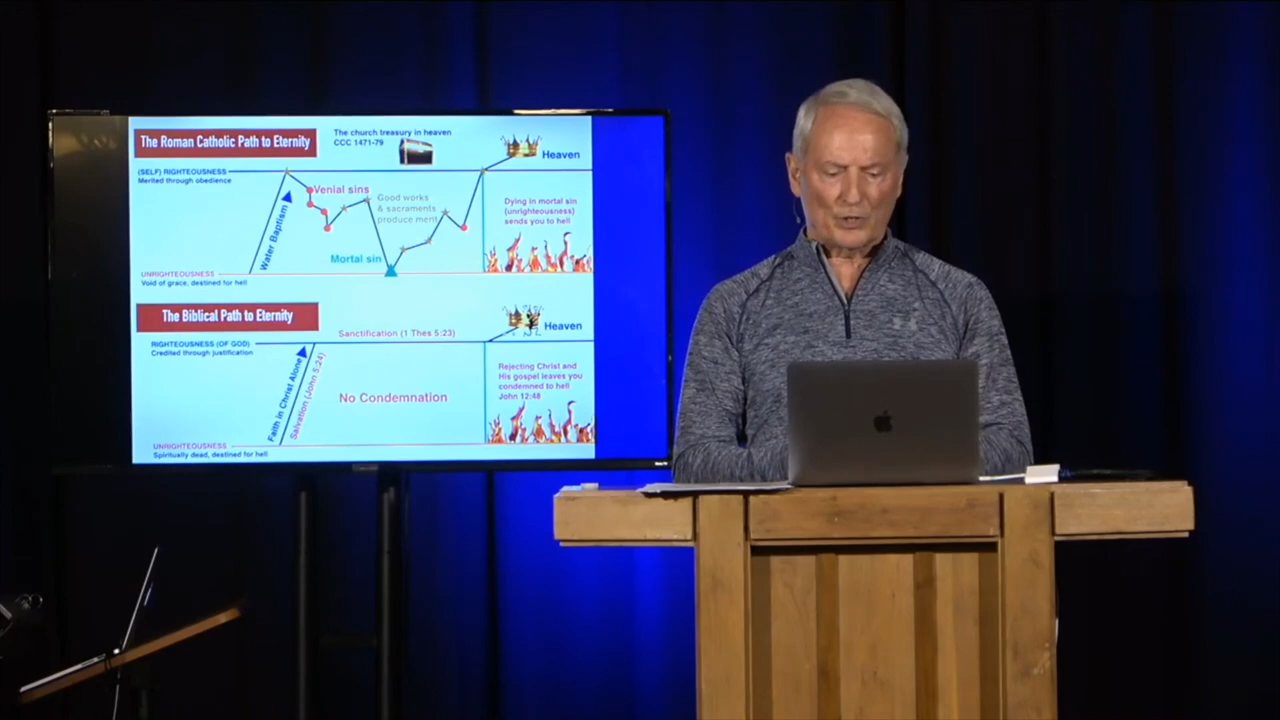 The Roman Catholic Path to Eternity
The church treasury in heaven
CCC 1471-79
Heaven
(SELF) RIGHTEOUSNESS
Merited through obedience
Venial sins
Good works
& sacraments
produce merit
Water Baptism
Mortal sin
Dying in mortal sin
(unrighteousness)
sends you to hell
UNRIGHTEOUSNESS
Void of grace, destined for hell
The Biblical Path to Eternity
Sanctification (1 Thes 5:23)
Heaven
RIGHTEOUSNESS (OF GOD)
Credited through justification
Faith in Christ Alone
Salvation (John 5:24)
No Condemnation
Rejecting Christ and
His gospel leaves you
condemned to hell
John 12:48
UNRIGHTEOUSNESS
Spiritually dead, destined for hell